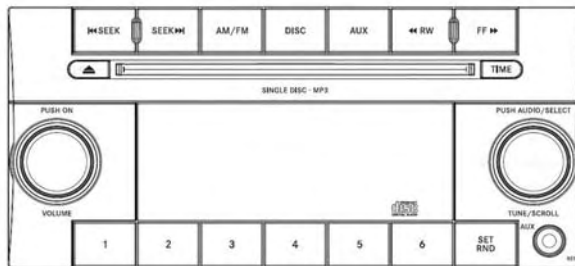 ⏮SEEK SEEK⏭ AM/FM DISC AUX ◀◀ RW FF ▶▶
TIME
SINGLE DISC - MP3
PUSH ON PUSH AUDIO/SELECT
VOLUME TUNE/SCROLL
1 2 3 4 5 6 SET RND AUX